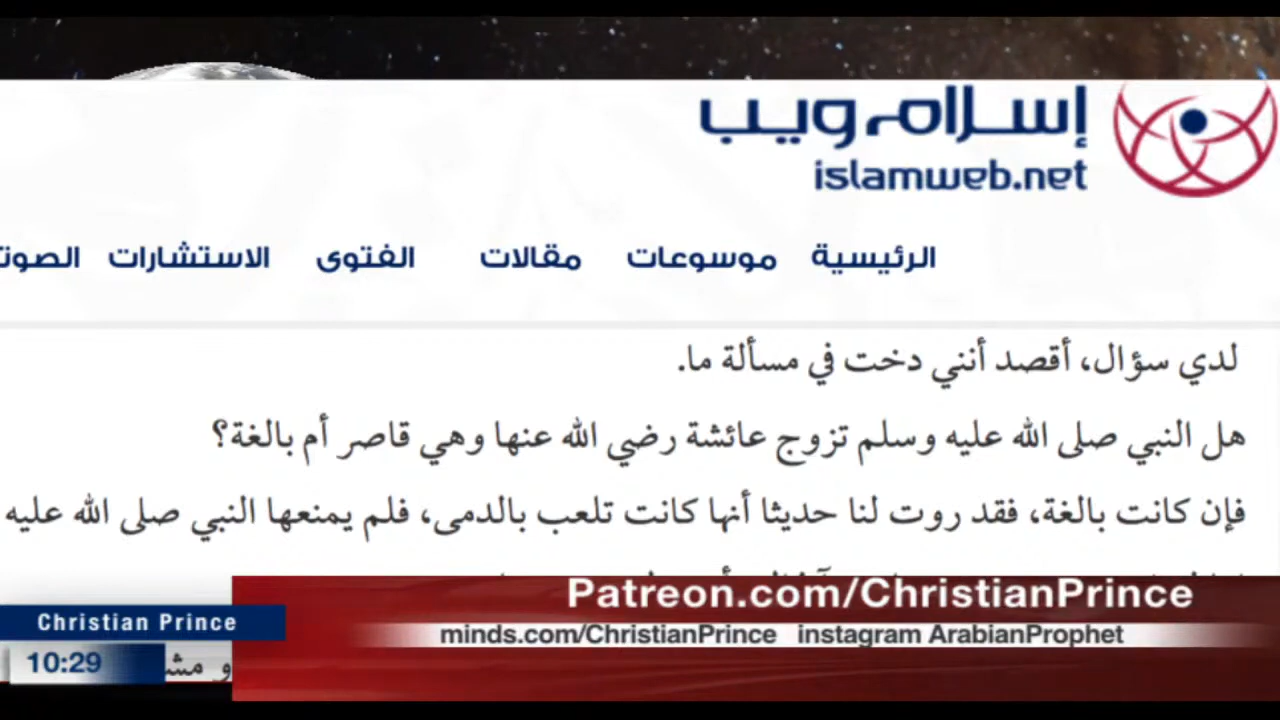 إسلام ويب
islamweb.net
الرئيسية موسوعات مقالات الفتوى الاستشارات
لدي سؤال، أقصد أنني دخت في مسألة ما.
هل النبي صلى الله عليه وسلم تزوج عائشة رضي الله عنها وهي قاصر أم بالغة؟
فإن كانت بالغة، فقد روت لنا حديثا أنها كانت تلعب بالدمى، فلم يمنعها النبي صلى الله عليه
Patreon.com/ChristianPrince
Christian Prince
minds.com/ChristianPrince instagram ArabianProphet
10:29